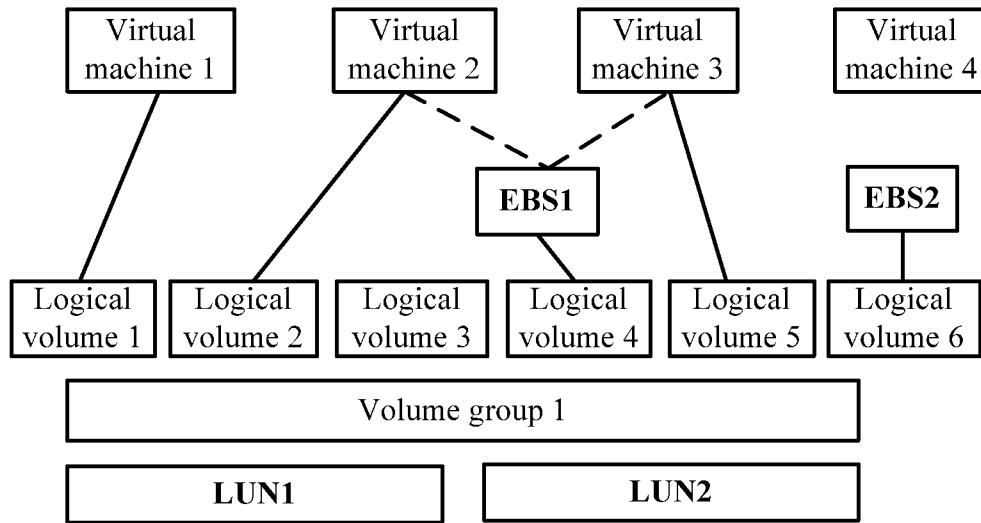 Virtual
machine 1
Virtual
machine 2
Virtual
machine 3
Virtual
machine 4
EBS1
EBS2
Logical
volume 1
Logical
volume 2
Logical
volume 3
Logical
volume 4
Logical
volume 5
Logical
volume 6
Volume group 1
LUN1
LUN2